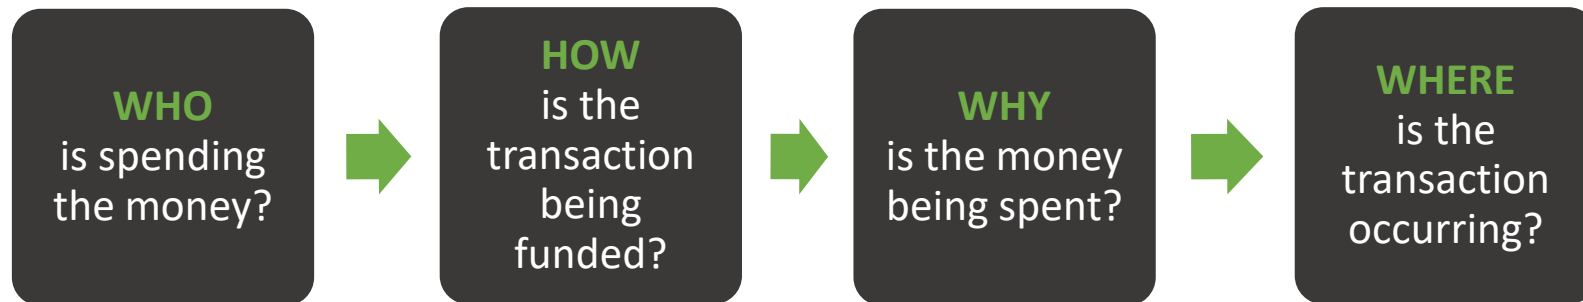 WHO
is spending
the money?
HOW
is the
transaction
being
funded?
WHY
is the money
being spent?
WHERE
is the
transaction
occurring?